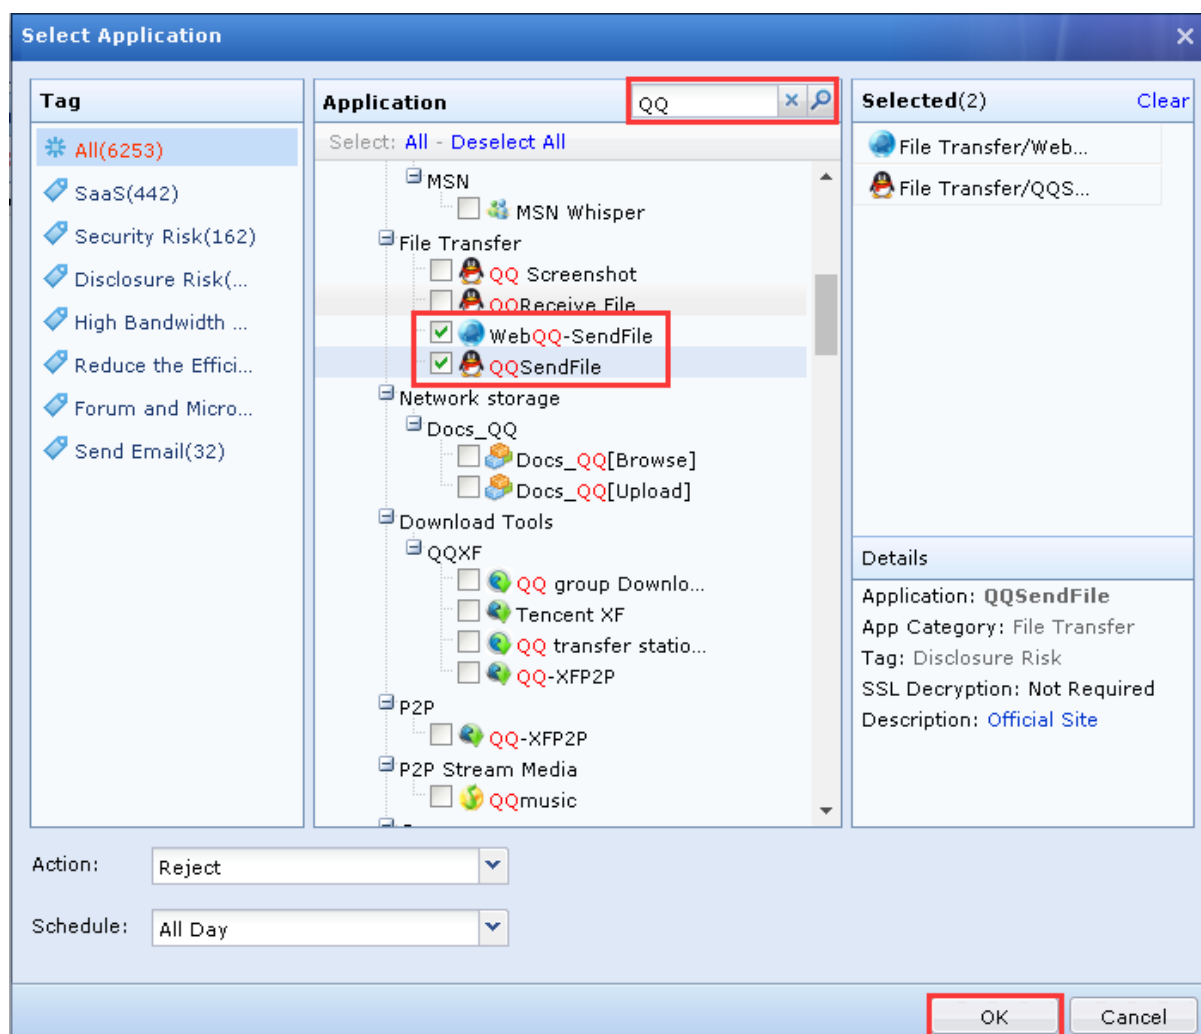 Select Application
Tag
All(6253)
SaaS(442)
Security Risk(162)
Disclosure Risk(...
High Bandwidth ...
Reduce the Effici...
Forum and Micro...
Send Email(32)
Application
QQ
Select: All - Deselect All
MSN
MSN Whisper
File Transfer
QQ Screenshot
QQReceive File
WebQQ-SendFile
QQSendFile
Network storage
Docs_QQ
Docs_QQ[Browse]
Docs_QQ[Upload]
Download Tools
QQXF
QQ group Downlo...
Tencent XF
QQ transfer statio...
QQ-XFP2P
P2P
QQ-XFP2P
P2P Stream Media
QQmusic
Selected(2) Clear
File Transfer/Web...
File Transfer/QQS...
Details
Application: QQSendFile
App Category: File Transfer
Tag: Disclosure Risk
SSL Decryption: Not Required
Description: Official Site
Action: Reject
Schedule: All Day
OK Cancel